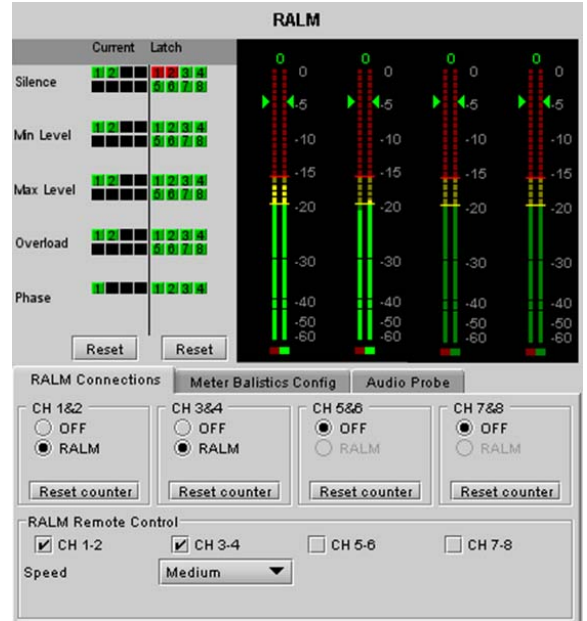 RALM
Current Latch
Silence 1 2 1 2 3 4
5 6 7 8
Min Level 1 2 1 2 3 4
5 6 7 8
Max Level 1 2 1 2 3 4
5 6 7 8
Overload 1 2 1 2 3 4
5 6 7 8
Phase 1 1 2 3 4
Reset Reset
0 0 0 0
0 0 0 0
-5 -5 -5 -5
-10 -10 -10 -10
-15 -15 -15 -15
-20 -20 -20 -20
-30 -30 -30 -30
-40 -40 -40 -40
-50 -50 -50 -50
-60 -60 -60 -60
RALM Connections Meter Balistics Config Audio Probe
CH 1&2 CH 3&4 CH 5&6 CH 7&8
OFF OFF OFF OFF
RALM RALM RALM RALM
Reset counter Reset counter Reset counter Reset counter
RALM Remote Control
CH 1-2 CH 3-4 CH 5-6 CH 7-8
Speed Medium